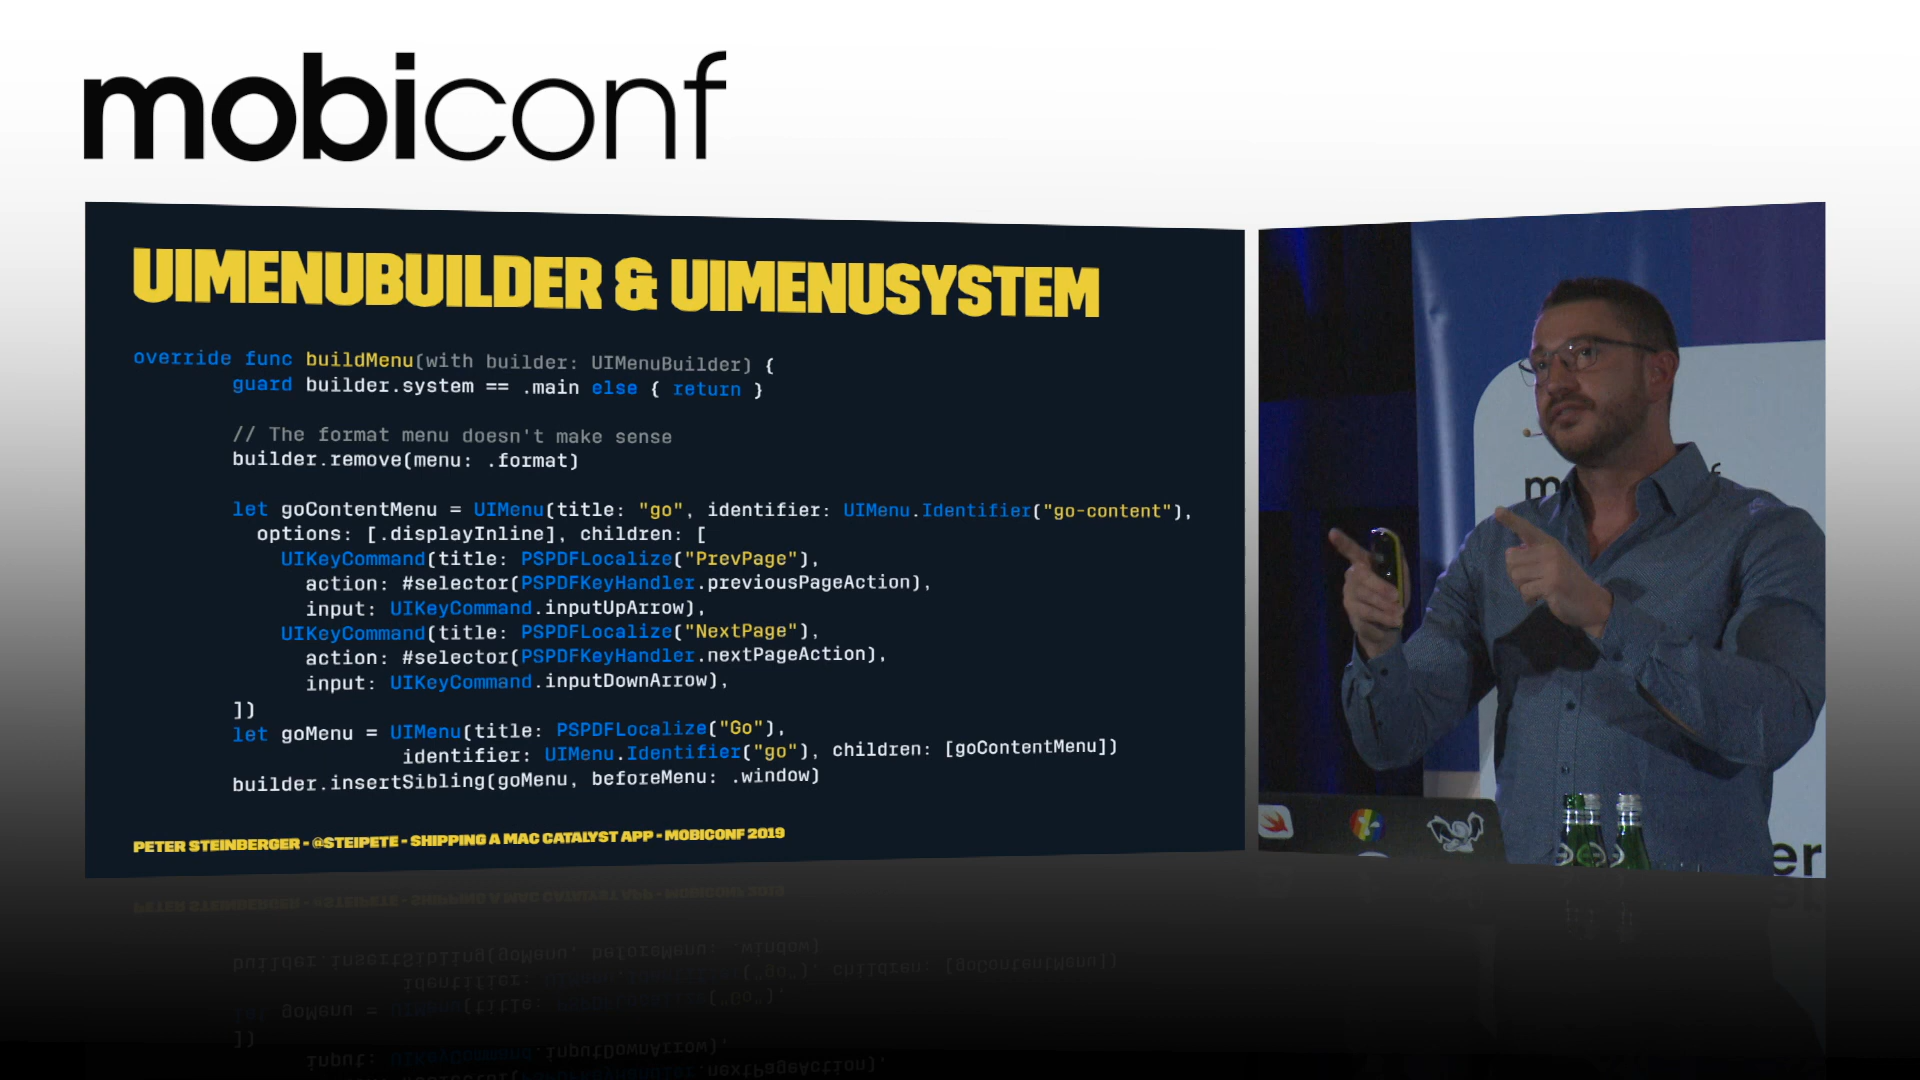 mobiconf
UIMENUBUILDER & UIMENUSYSTEM
override func buildMenu(with builder: UIMenuBuilder) {
guard builder.system == .main else { return }
// The format menu doesn't make sense
builder.remove(menu: .format)
let goContentMenu = UIMenu(title: "go", identifier: UIMenu.Identifier("go-content"),
options: [.displayInline], children: [
UIKeyCommand(title: PSPDFLocalize("PrevPage"),
action: #selector(PSPDFKeyHandler.previousPageAction),
input: UIKeyCommand.inputUpArrow),
UIKeyCommand(title: PSPDFLocalize("NextPage"),
action: #selector(PSPDFKeyHandler.nextPageAction),
input: UIKeyCommand.inputDownArrow),
])
let goMenu = UIMenu(title: PSPDFLocalize("Go"),
identifier: UIMenu.Identifier("go"), children: [goContentMenu])
builder.insertSibling(goMenu, beforeMenu: .window)
PETER STEINBERGER - @STEIPETE - SHIPPING A MAC CATALYST APP - MOBICONF 2019